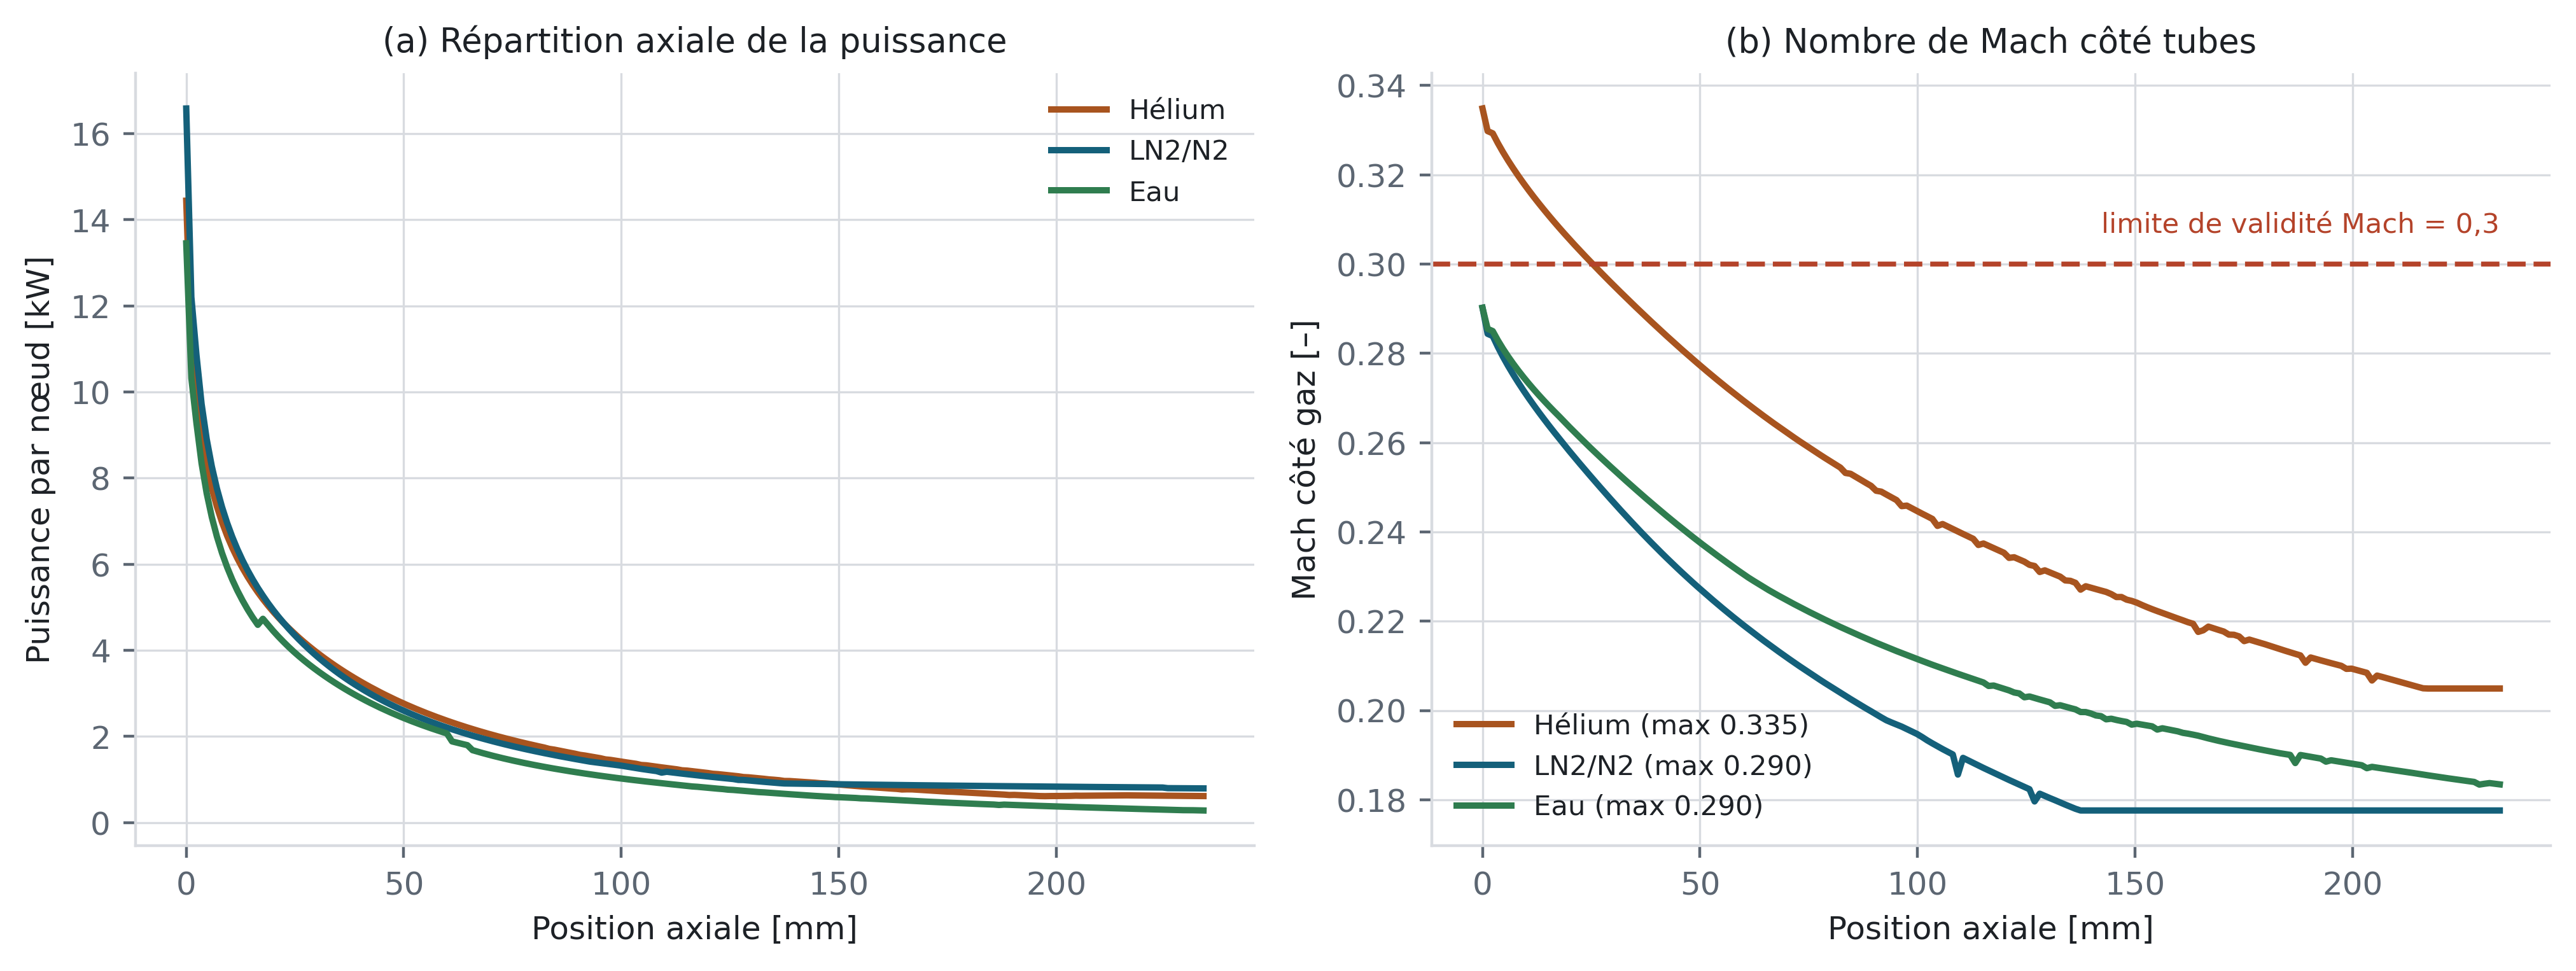 (a) Répartition axiale de la puissance
Puissance par nœud [kW]
16
14
12
10
8
6
4
2
0
Hélium
LN2/N2
Eau
0 50 100 150 200
Position axiale [mm]
(b) Nombre de Mach côté tubes
Mach côté gaz [–]
0.34
0.32
0.30
0.28
0.26
0.24
0.22
0.20
0.18
limite de validité Mach = 0,3
Hélium (max 0.335)
LN2/N2 (max 0.290)
Eau (max 0.290)
0 50 100 150 200
Position axiale [mm]